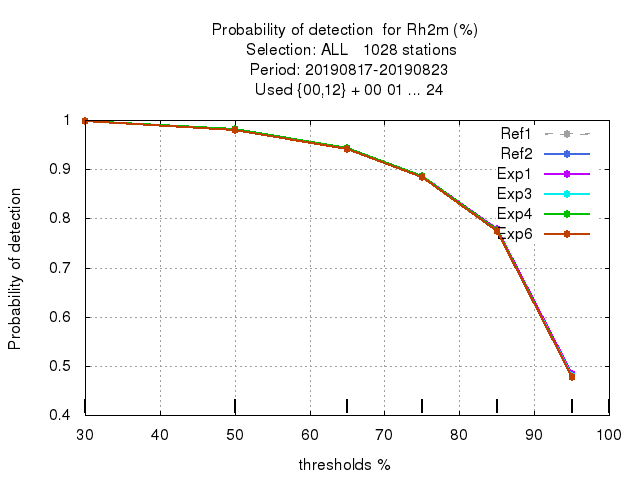 Probability of detection  for Rh2m (%)
Selection: ALL   1028 stations
Period: 20190817-20190823
Used {00,12} + 00 01 ... 24
Ref1
Ref2
Exp1
Exp3
Exp4
Exp6
Probability of detection
1
0.9
0.8
0.7
0.6
0.5
0.4
30 40 50 60 70 80 90 100
thresholds %